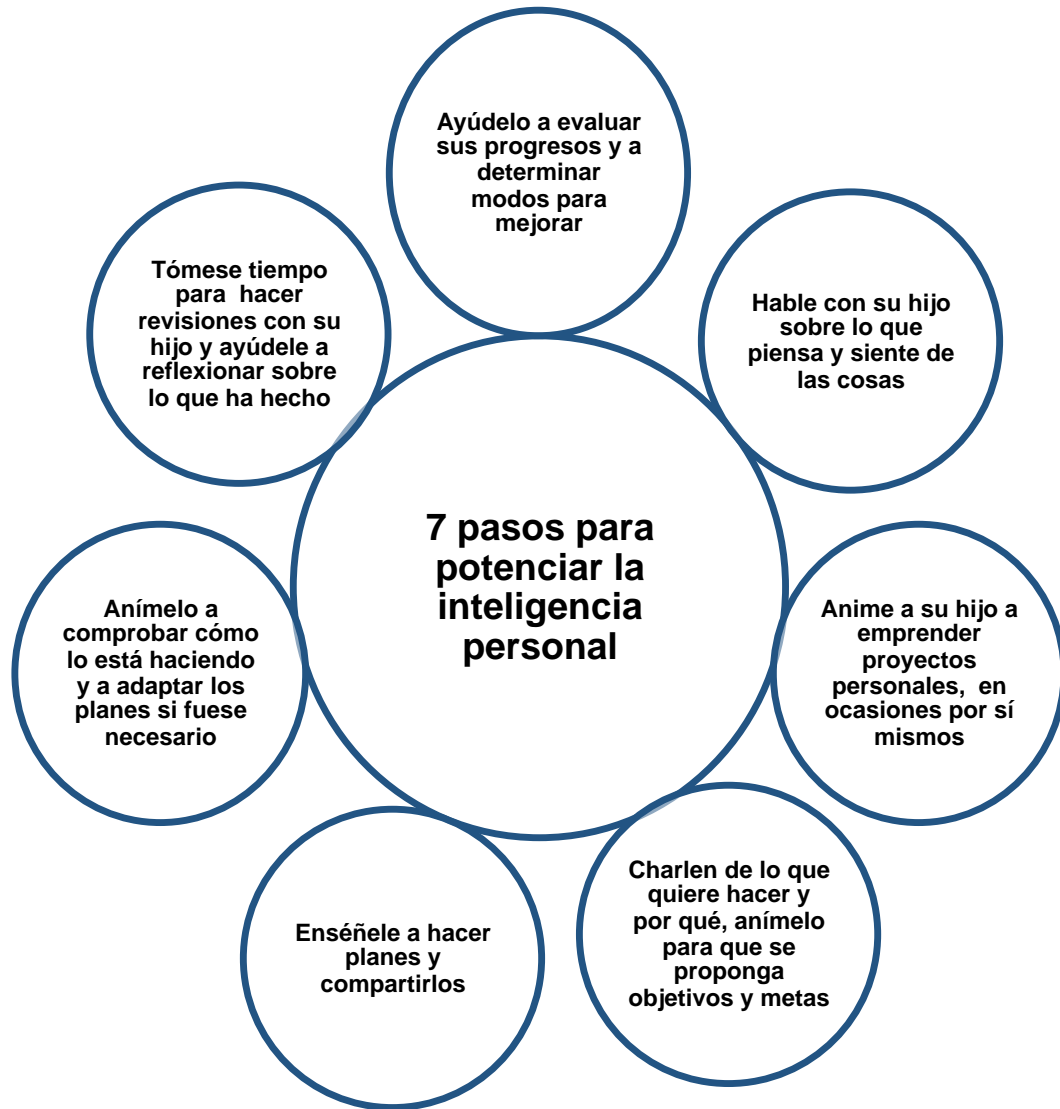 Ayúdelo a evaluar
sus progresos y a
determinar
modos para
mejorar
Hable con su hijo
sobre lo que
piensa y siente de
las cosas
Anime a su hijo a
emprender
proyectos
personales,  en
ocasiones por sí
mismos
Charlen de lo que
quiere hacer y
por qué, anímelo
para que se
proponga
objetivos y metas
Enséñele a hacer
planes y
compartirlos
Anímelo a
comprobar cómo
lo está haciendo
y a adaptar los
planes si fuese
necesario
Tómese tiempo
para  hacer
revisiones con su
hijo y ayúdele a
reflexionar sobre
lo que ha hecho
7 pasos para
potenciar la
inteligencia
personal